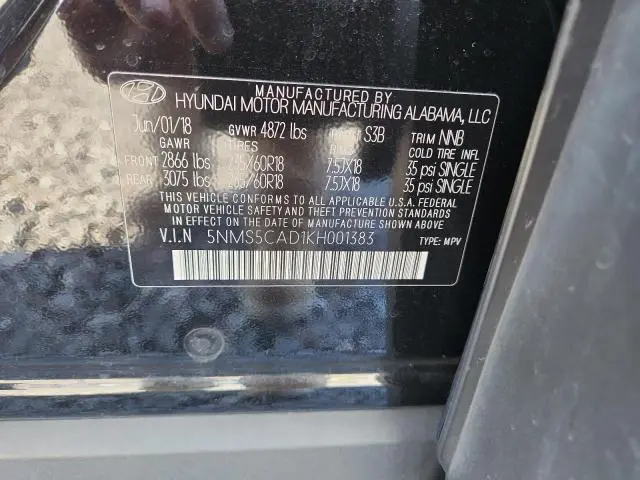 MANUFACTURED BY
HYUNDAI MOTOR MANUFACTURING ALABAMA, LLC
Jun/01/18 GVWR 4872 lbs S3B TRIM NNB
GAWR TIRES COLD TIRE INFL
FRONT 2866 lbs 235/60R18 7.5JX18 35 psi SINGLE
REAR 3075 lbs 235/60R18 7.5JX18 35 psi SINGLE
THIS VEHICLE CONFORMS TO ALL APPLICABLE U.S.A. FEDERAL
MOTOR VEHICLE SAFETY BUMPER, AND THEFT PREVENTION STANDARDS
IN EFFECT ON THE DATE OF MANUFACTURE SHOWN ABOVE.
V.I.N 5NMS5CAD1KH001383 TYPE: MPV